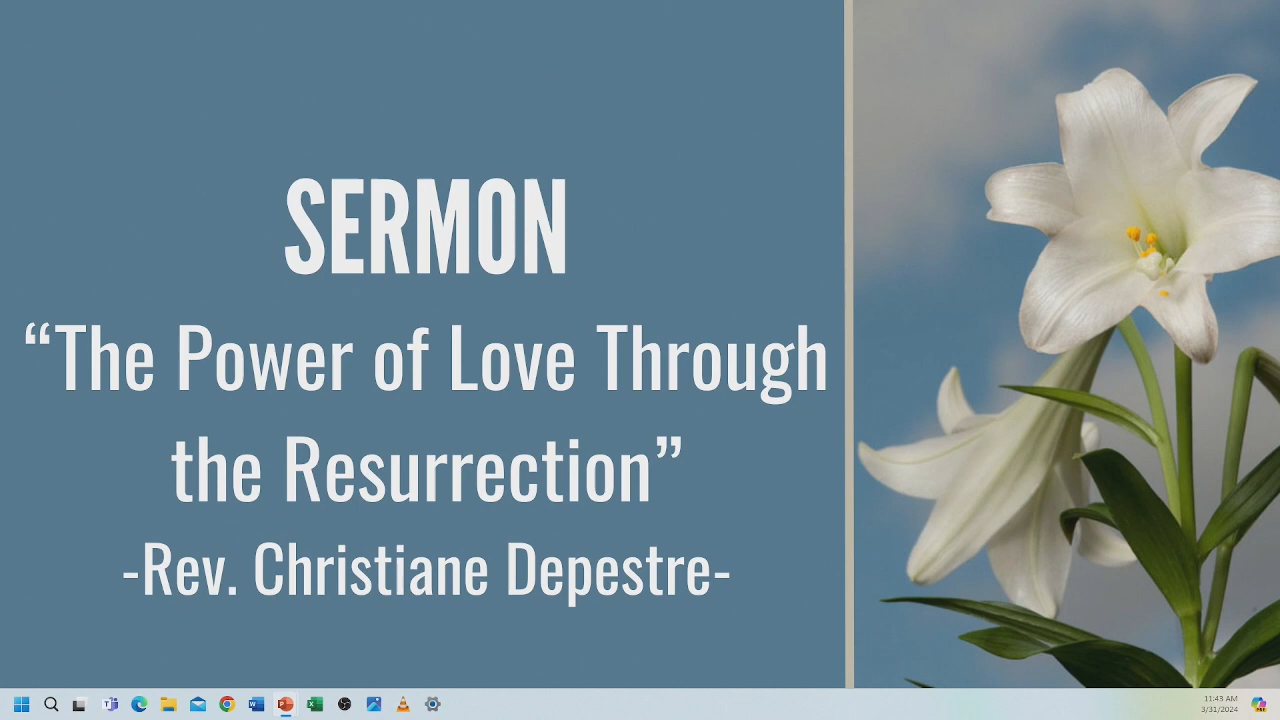 SERMON
“The Power of Love Through
the Resurrection”
-Rev. Christiane Depestre-
11:43 AM
3/31/2024